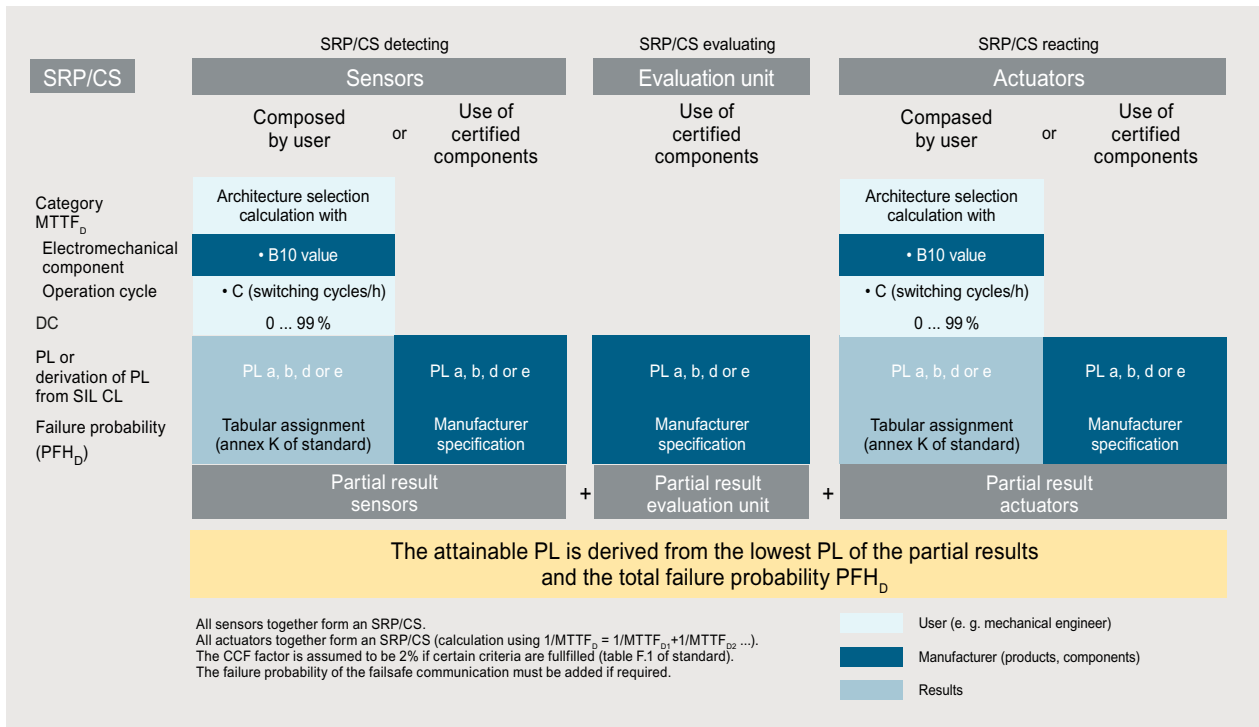 SRP/CS detecting
SRP/CS evaluating
SRP/CS reacting
SRP/CS
Sensors
Evaluation unit
Actuators
Composed
by user
or
Use of
certified
components
Use of
certified
components
Compased
by user
or
Use of
certified
components
Category
MTTF_D
Architecture selection
calculation with
Architecture selection
calculation with
Electromechanical
component
• B10 value
• B10 value
Operation cycle
• C (switching cycles/h)
• C (switching cycles/h)
DC
0 ... 99 %
0 ... 99 %
PL or
derivation of PL
from SIL CL
PL a, b, d or e
PL a, b, d or e
PL a, b, d or e
PL a, b, d or e
PL a, b, d or e
Failure probability
(PFH_D)
Tabular assignment
(annex K of standard)
Manufacturer
specification
Manufacturer
specification
Tabular assignment
(annex K of standard)
Manufacturer
specification
Partial result
sensors
+
Partial result
evaluation unit
+
Partial result
actuators
The attainable PL is derived from the lowest PL of the partial results
and the total failure probability PFH_D
All sensors together form an SRP/CS.
All actuators together form an SRP/CS (calculation using 1/MTTF_D = 1/MTTF_D1+1/MTTF_D2 ...).
The CCF factor is assumed to be 2% if certain criteria are fullfilled (table F.1 of standard).
The failure probability of the failsafe communication must be added if required.
User (e. g. mechanical engineer)
Manufacturer (products, components)
Results